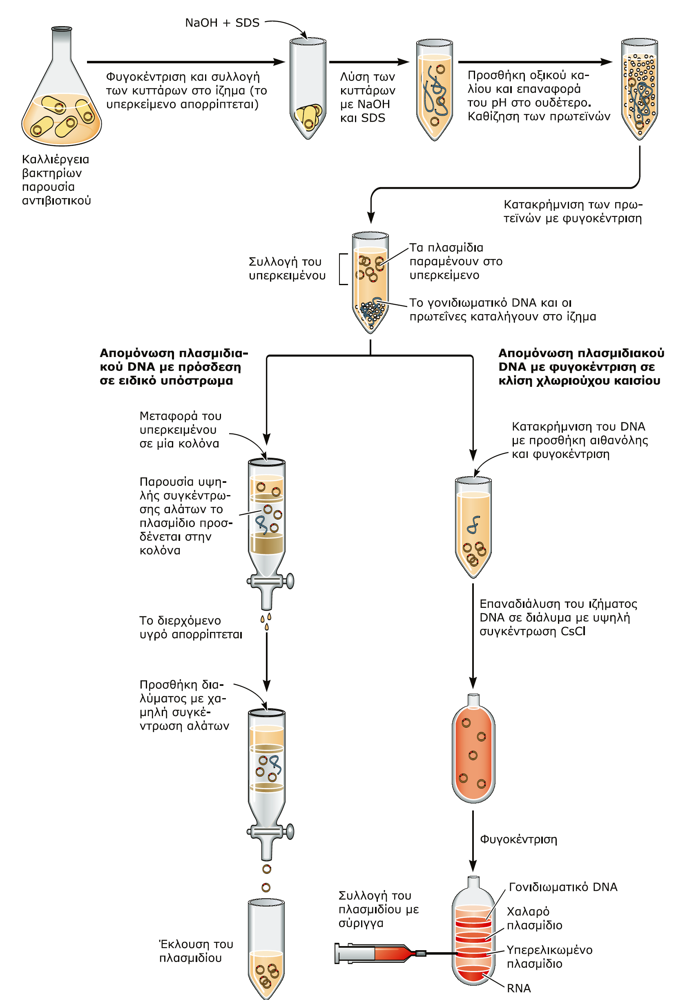 NaOH + SDS
Φυγοκέντριση και συλλογή
των κυττάρων στο ίζημα (το
υπερκείμενο απορρίπτεται)
Λύση των
κυττάρων
με NaOH
και SDS
Προσθήκη οξικού κα-
λίου και επαναφορά
του pH στο ουδέτερο.
Καθίζηση των πρωτεϊνών
Καλλιέργεια
βακτηρίων
παρουσία
αντιβιοτικού
Κατακρήμνιση των πρω-
τεϊνών με φυγοκέντριση
Συλλογή του
υπερκειμένου
Τα πλασμίδια
παραμένουν στο
υπερκείμενο
Το γονιδιωματικό DNA και οι
πρωτεΐνες καταλήγουν στο ίζημα
Απομόνωση πλασμιδια-
κού DNA με πρόσδεση
σε ειδικό υπόστρωμα
Απομόνωση πλασμιδιακού
DNA με φυγοκέντριση σε
κλίση χλωριούχου καισίου
Μεταφορά του
υπερκειμένου
σε μία κολόνα
Κατακρήμνιση του DNA
με προσθήκη αιθανόλης
και φυγοκέντριση
Παρουσία υψη-
λής συγκέντρω-
σης αλάτων το
πλασμίδιο προσ-
δένεται στην
κολόνα
Το διερχόμενο
υγρό απορρίπτεται
Επαναδιάλυση του ιζήματος
DNA σε διάλυμα με υψηλή
συγκέντρωση CsCl
Προσθήκη δια-
λύματος με χα-
μηλή συγκέ-
ντρωση αλάτων
Φυγοκέντριση
Συλλογή του
πλασμιδίου με
σύριγγα
Γονιδιωματικό DNA
Χαλαρό
πλασμίδιο
Υπερελικωμένο
πλασμίδιο
RNA
Έκλουση του
πλασμιδίου